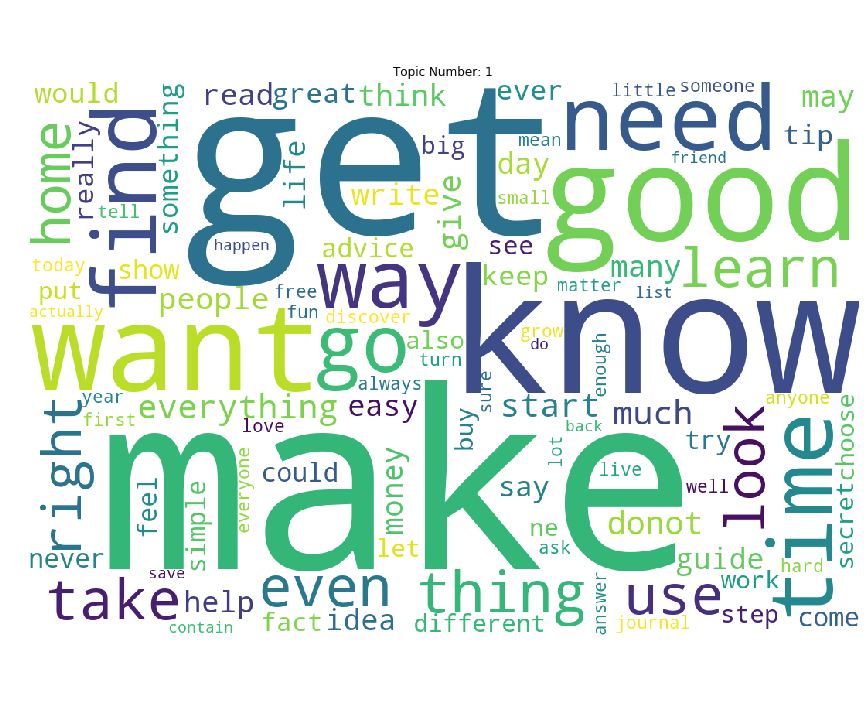 Topic Number: 1
would
read
great
think
ever
little
someone
may
home
really
find
something
get
life
big
mean
need
tip
friend
tell
write
give
day
small
good
happen
advice
see
today
show
way
keep
many
learn
put
people
free
matter
list
actually
fun
discover
know
want
go
also
grow
do
turn
always
sure
enough
year
everything
easy
start
much
anyone
first
love
buy
back
right
make
try
look
time
choose
secret
feel
simple
everyone
could
money
say
lot
live
well
let
ne
donot
never
ask
guide
hard
save
work
take
help
even
thing
answer
use
step
come
contain
fact
idea
different
journal